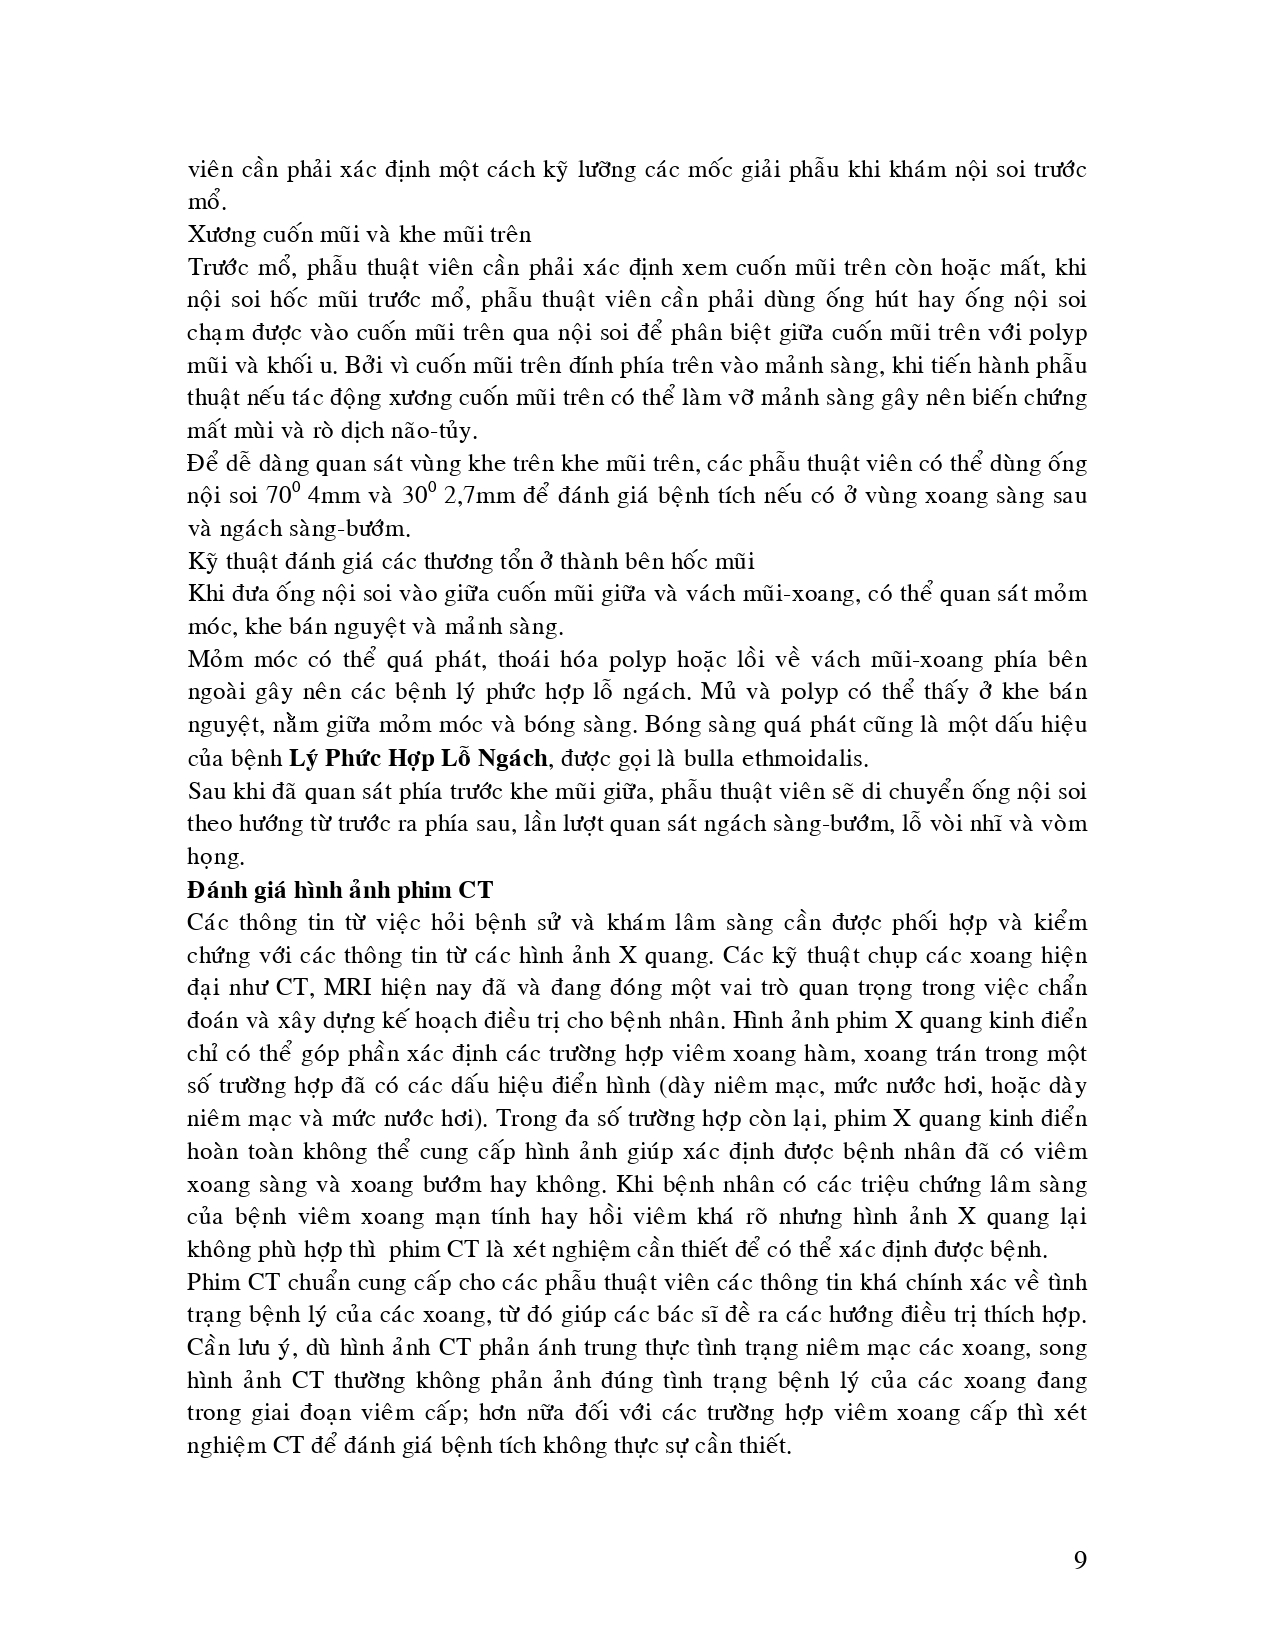 viên cần phải xác định một cách kỹ lưỡng các mốc giải phẫu khi khám nội soi trước
mổ.
Xương cuốn mũi và khe mũi trên
Trước mổ, phẫu thuật viên cần phải xác định xem cuốn mũi trên còn hoặc mất, khi
nội soi hốc mũi trước mổ, phẫu thuật viên cần phải dùng ống hút hay ống nội soi
chạm được vào cuốn mũi trên qua nội soi để phân biệt giữa cuốn mũi trên với polyp
mũi và khối u. Bởi vì cuốn mũi trên đính phía trên vào mảnh sàng, khi tiến hành phẫu
thuật nếu tác động xương cuốn mũi trên có thể làm vỡ mảnh sàng gây nên biến chứng
mất mùi và rò dịch não-tủy.
Để dễ dàng quan sát vùng khe trên khe mũi trên, các phẫu thuật viên có thể dùng ống
nội soi 70⁰ 4mm và 30⁰ 2,7mm để đánh giá bệnh tích nếu có ở vùng xoang sàng sau
và ngách sàng-bướm.
Kỹ thuật đánh giá các thương tổn ở thành bên hốc mũi
Khi đưa ống nội soi vào giữa cuốn mũi giữa và vách mũi-xoang, có thể quan sát mỏm
móc, khe bán nguyệt và mảnh sàng.
Mỏm móc có thể quá phát, thoái hóa polyp hoặc lồi về vách mũi-xoang phía bên
ngoài gây nên các bệnh lý phức hợp lỗ ngách. Mủ và polyp có thể thấy ở khe bán
nguyệt, nằm giữa mỏm móc và bóng sàng. Bóng sàng quá phát cũng là một dấu hiệu
của bệnh Lý Phức Hợp Lỗ Ngách, được gọi là bulla ethmoidalis.
Sau khi đã quan sát phía trước khe mũi giữa, phẫu thuật viên sẽ di chuyển ống nội soi
theo hướng từ trước ra phía sau, lần lượt quan sát ngách sàng-bướm, lỗ vòi nhĩ và vòm
họng.
Đánh giá hình ảnh phim CT
Các thông tin từ việc hỏi bệnh sử và khám lâm sàng cần được phối hợp và kiểm
chứng với các thông tin từ các hình ảnh X quang. Các kỹ thuật chụp các xoang hiện
đại như CT, MRI hiện nay đã và đang đóng một vai trò quan trọng trong việc chẩn
đoán và xây dựng kế hoạch điều trị cho bệnh nhân. Hình ảnh phim X quang kinh điển
chỉ có thể góp phần xác định các trường hợp viêm xoang hàm, xoang trán trong một
số trường hợp đã có các dấu hiệu điển hình (dày niêm mạc, mức nước hơi, hoặc dày
niêm mạc và mức nước hơi). Trong đa số trường hợp còn lại, phim X quang kinh điển
hoàn toàn không thể cung cấp hình ảnh giúp xác định được bệnh nhân đã có viêm
xoang sàng và xoang bướm hay không. Khi bệnh nhân có các triệu chứng lâm sàng
của bệnh viêm xoang mạn tính hay hồi viêm khá rõ nhưng hình ảnh X quang lại
không phù hợp thì phim CT là xét nghiệm cần thiết để có thể xác định được bệnh.
Phim CT chuẩn cung cấp cho các phẫu thuật viên các thông tin khá chính xác về tình
trạng bệnh lý của các xoang, từ đó giúp các bác sĩ đề ra các hướng điều trị thích hợp.
Cần lưu ý, dù hình ảnh CT phản ánh trung thực tình trạng niêm mạc các xoang, song
hình ảnh CT thường không phản ảnh đúng tình trạng bệnh lý của các xoang đang
trong giai đoạn viêm cấp; hơn nữa đối với các trường hợp viêm xoang cấp thì xét
nghiệm CT để đánh giá bệnh tích không thực sự cần thiết.
9